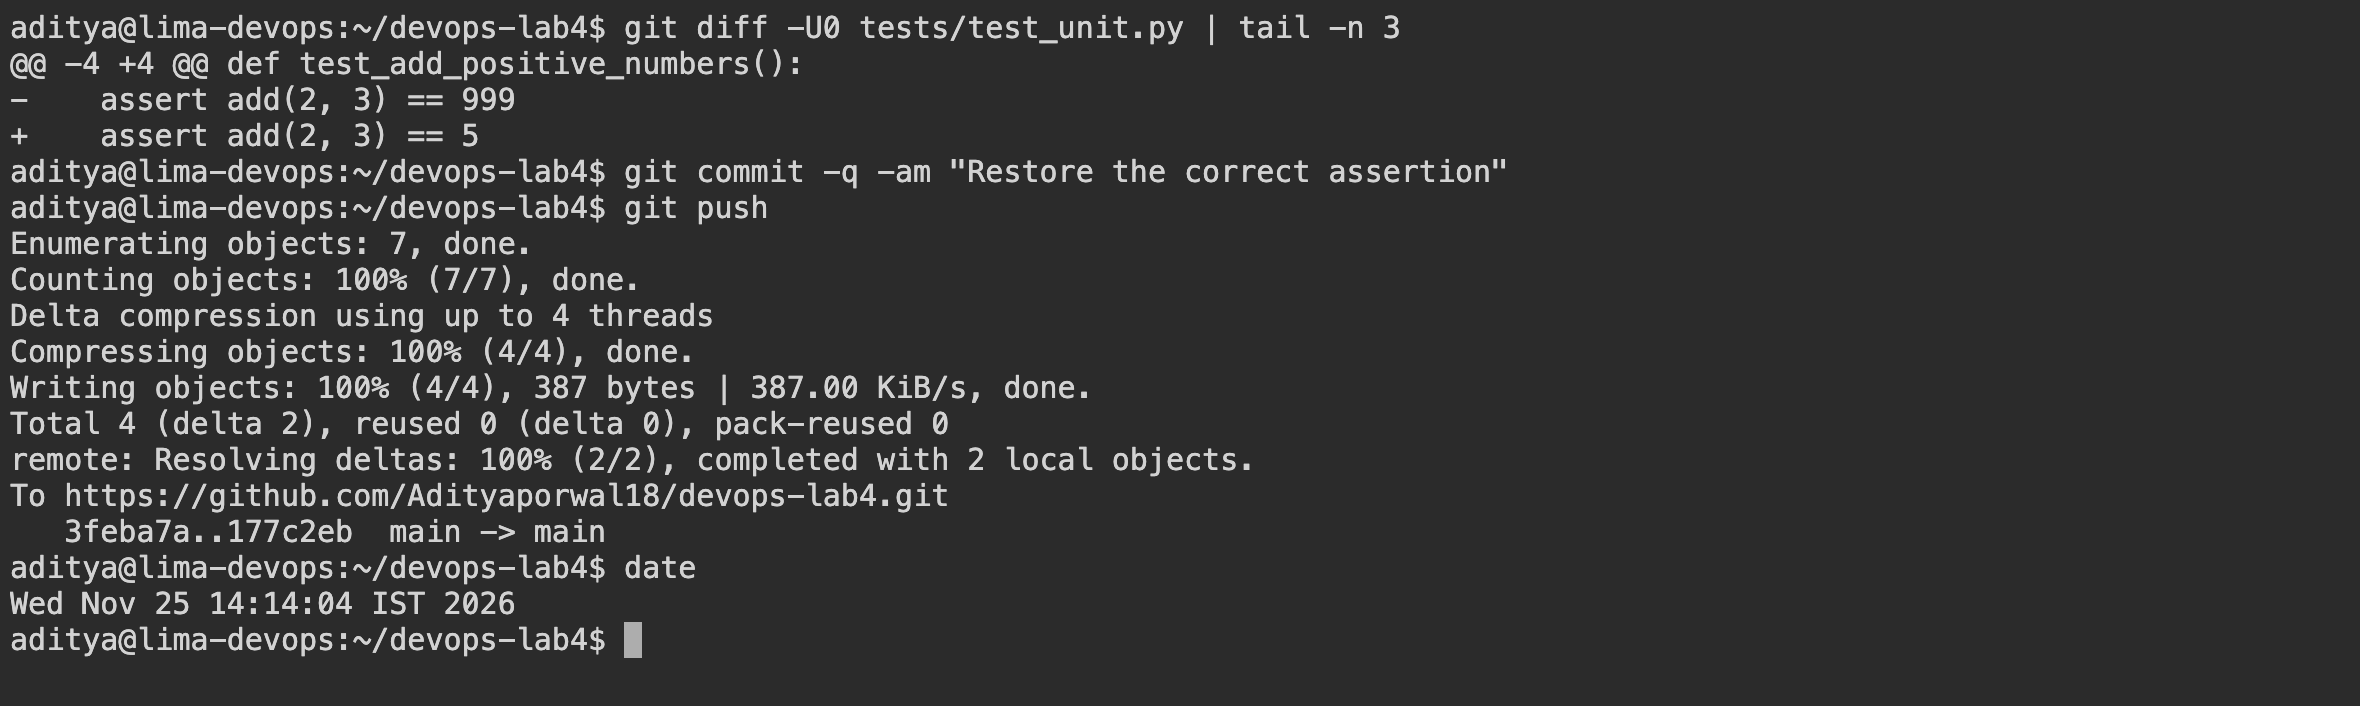 aditya@lima-devops:~/devops-lab4$ git diff -U0 tests/test_unit.py | tail -n 3
@@ -4 +4 @@ def test_add_positive_numbers():
-    assert add(2, 3) == 999
+    assert add(2, 3) == 5
aditya@lima-devops:~/devops-lab4$ git commit -q -am "Restore the correct assertion"
aditya@lima-devops:~/devops-lab4$ git push
Enumerating objects: 7, done.
Counting objects: 100% (7/7), done.
Delta compression using up to 4 threads
Compressing objects: 100% (4/4), done.
Writing objects: 100% (4/4), 387 bytes | 387.00 KiB/s, done.
Total 4 (delta 2), reused 0 (delta 0), pack-reused 0
remote: Resolving deltas: 100% (2/2), completed with 2 local objects.
To https://github.com/Adityaporwal18/devops-lab4.git
   3feba7a..177c2eb  main -> main
aditya@lima-devops:~/devops-lab4$ date
Wed Nov 25 14:14:04 IST 2026
aditya@lima-devops:~/devops-lab4$